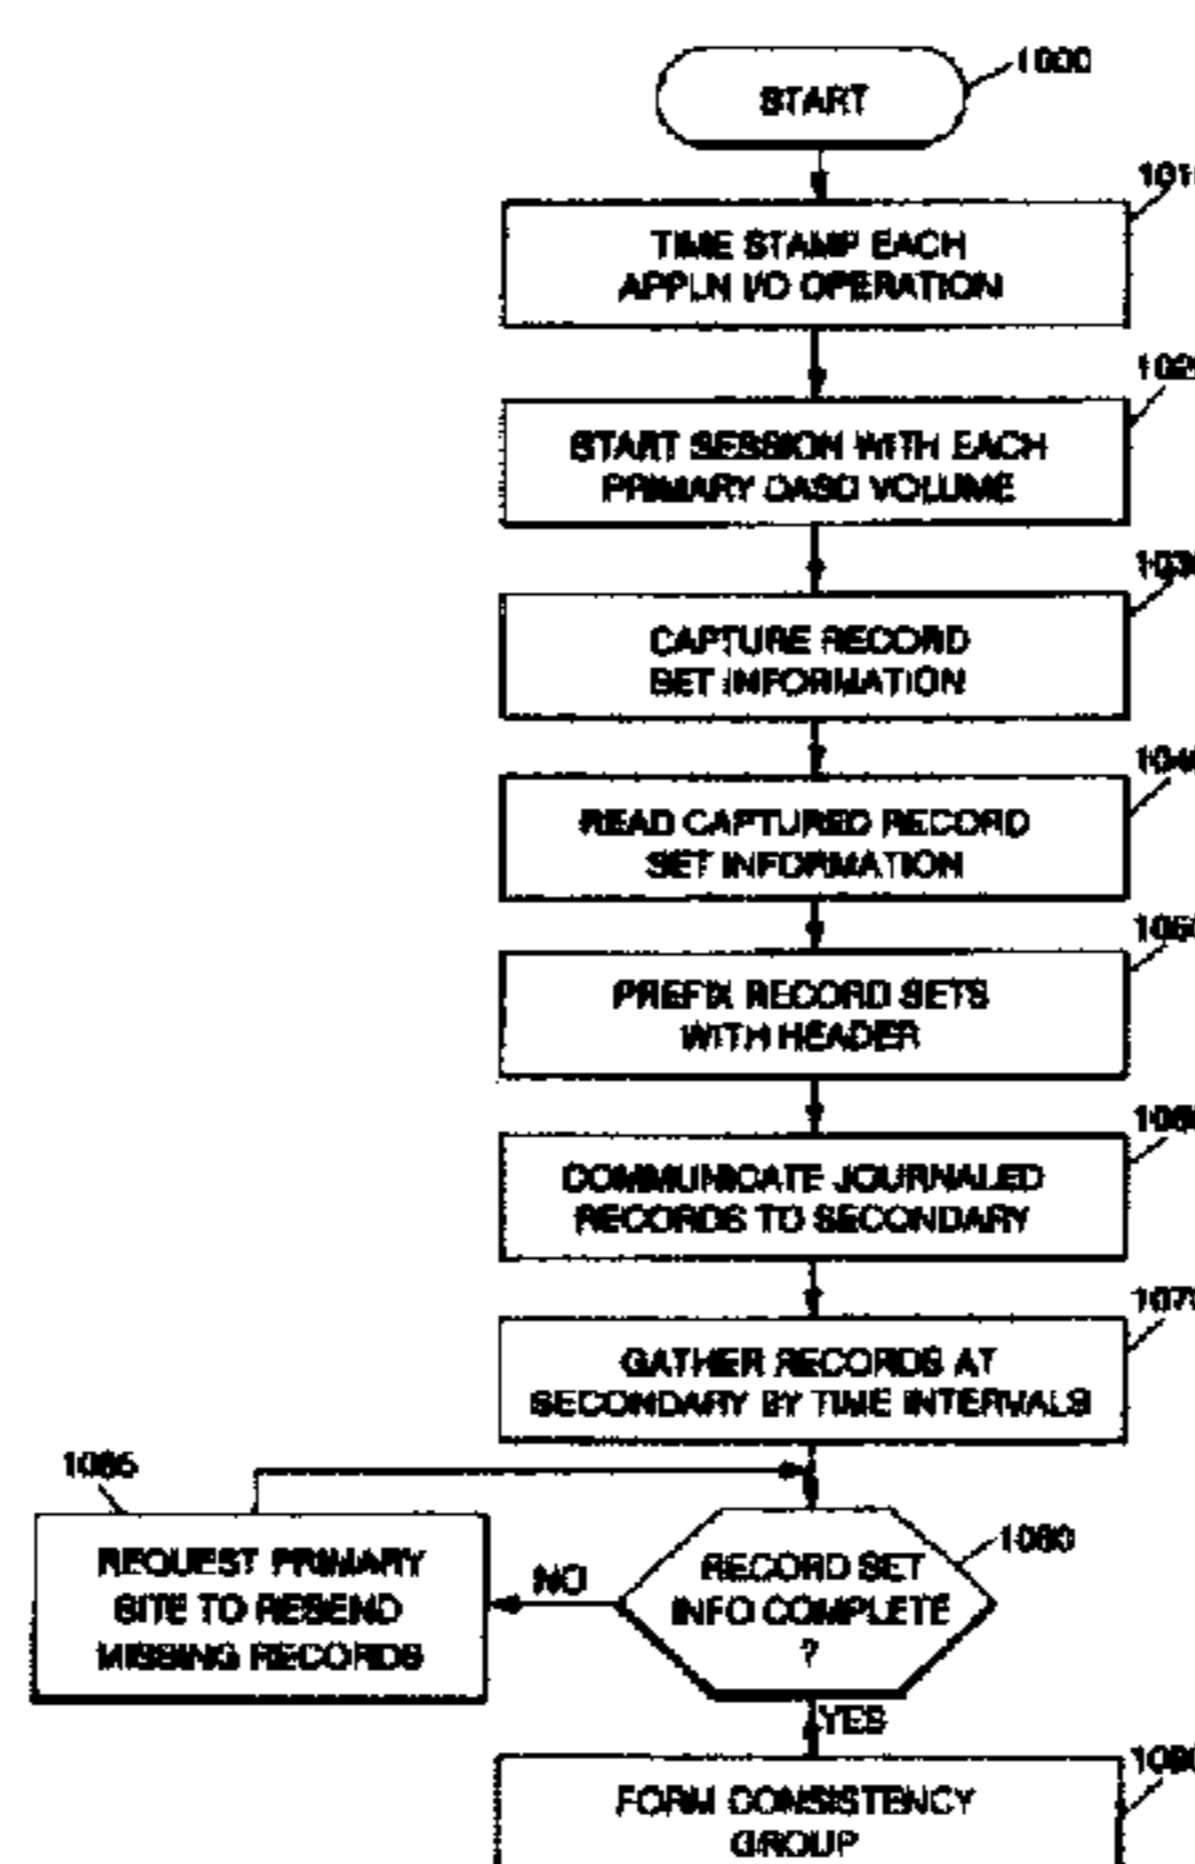 START
1000
TIME STAMP EACH
APPLN I/O OPERATION
START SESSION WITH EACH
PRIMARY DASD VOLUME
CAPTURE RECORD
SET INFORMATION
READ CAPTURED RECORD
SET INFORMATION
PREFIX RECORD SETS
WITH HEADER
COMMUNICATE JOURNALED
RECORDS TO SECONDARY
GATHER RECORDS AT
SECONDARY BY TIME INTERVALS
1085
REQUEST PRIMARY
SITE TO RESEND
MISSING RECORDS
NO
RECORD SET
INFO COMPLETE
?
1080
YES
FORM CONSISTENCY
GROUP